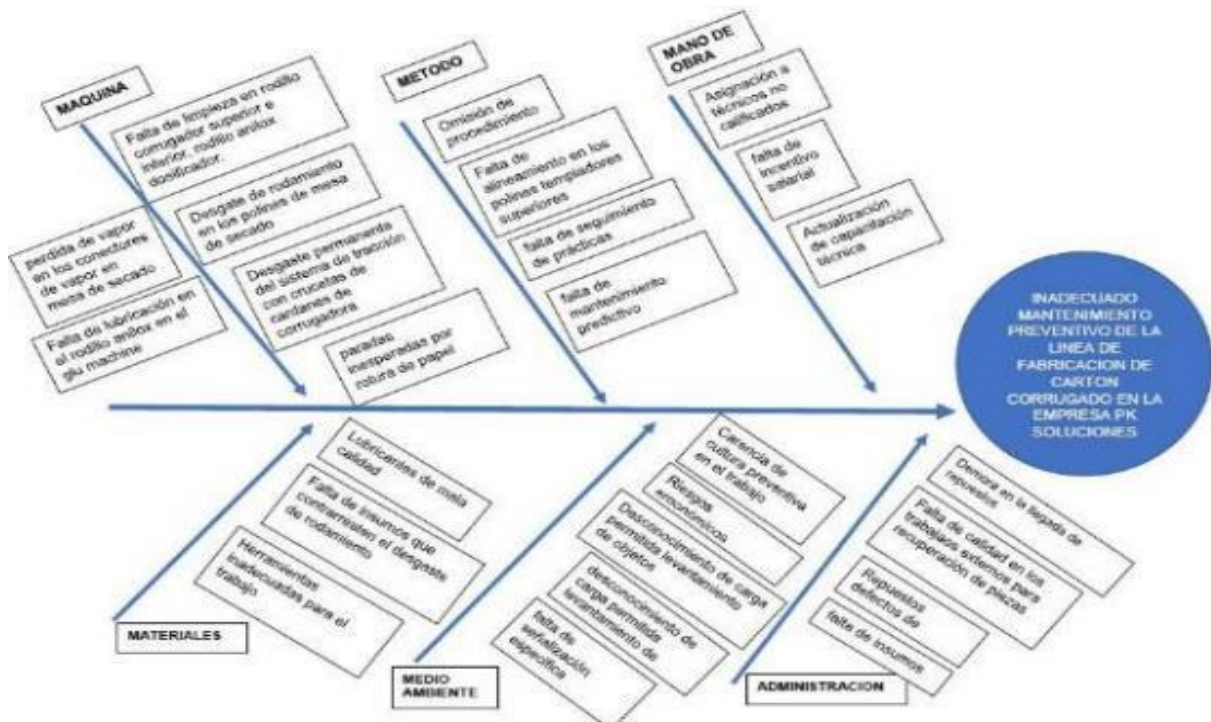 MAQUINA
Falta de limpieza en rodillo
corrugador superior e
inferior, rodillo anilox
dosificador.
Desgate de rodamiento
en los polines de mesa
de secado
perdida de vapor
en los conectores
de vapor en
mesa de secado
Desgaste permanente
del sistema de tracción
con crucetas de
cardanes de
corrugadora
Falta de lubricación en
el rodillo anilox en el
glu machine
paradas
inesperadas por
rotura de papel
METODO
Omisión de
procedimiento
Falta de
alineamiento en los
polines templadores
superiores
falta de seguimiento
de prácticas
falta de
mantenimiento
predictivo
MANO DE
OBRA
Asignación a
técnicos no
calificados
falta de
incentivo
salarial
Actualización
de capacitación
técnica
INADECUADO
MANTENIMIENTO
PREVENTIVO DE LA
LINEA DE
FABRICACION DE
CARTON
CORRUGADO EN LA
EMPRESA PK
SOLUCIONES
Lubricantes de mala
calidad
Falta de insumos que
contrarresten el desgaste
de rodamiento
Herramientas
inadecuadas para el
trabajo
MATERIALES
Carencia de
cultura preventiva
en el trabajo
Riesgos
ergonómicos
Desconocimiento de carga
permitida levantamiento
de objetos
desconocimiento de
carga permitida
levantamiento de
falta de
señalización
especifica
MEDIO
AMBIENTE
Demora en la llegada de
repuestos
Falta de calidad en los
trabajos externos para
recuperación de piezas
Repuestos
defectos de
falta de insumos
ADMINISTRACION